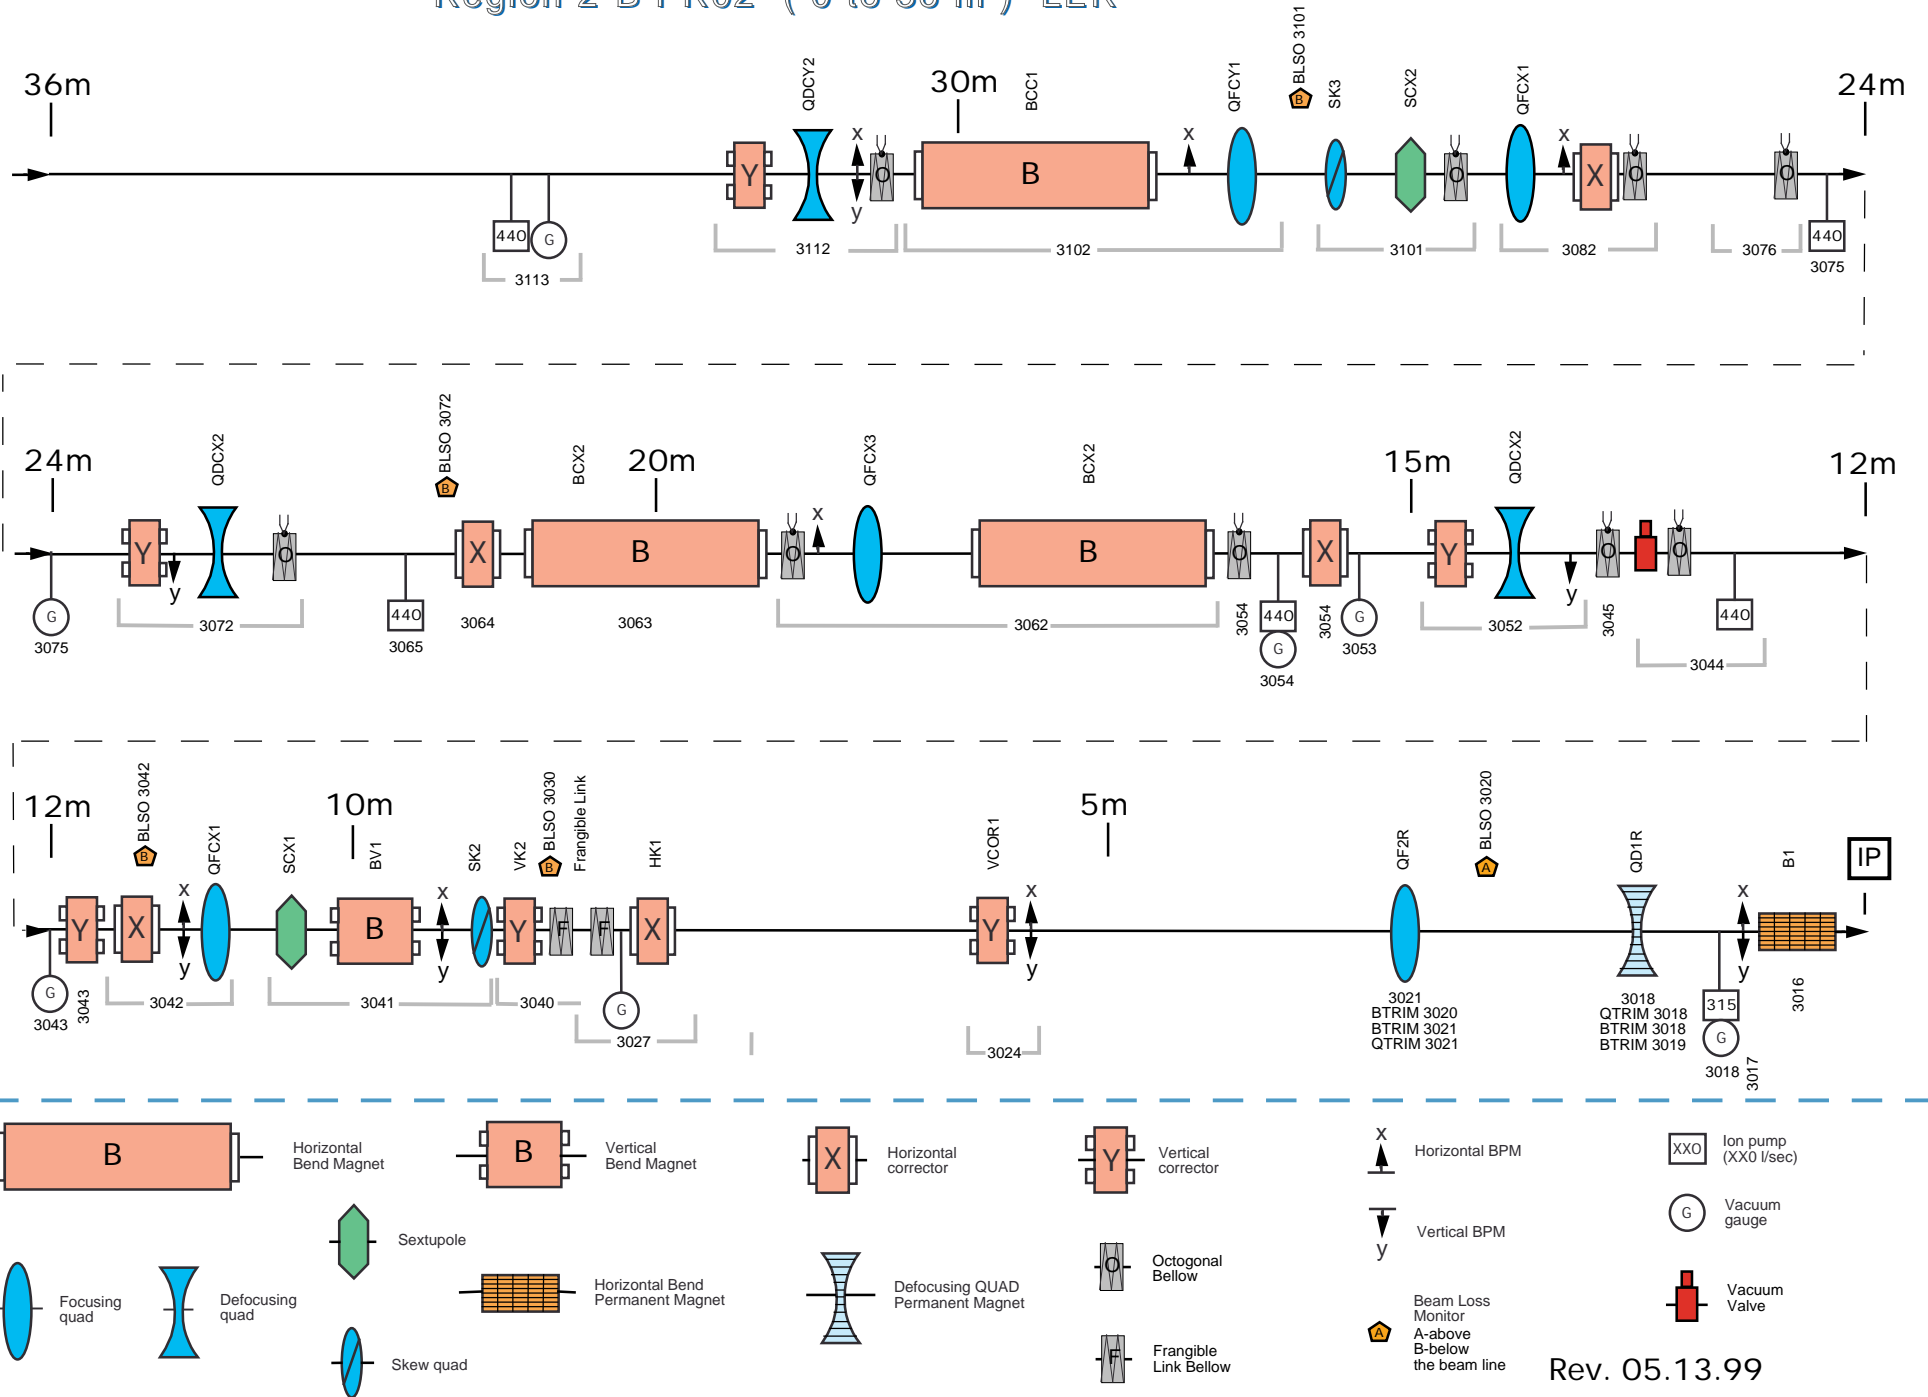 36m
QDCY2
30m
BCC1
QFCY1
BLSO 3101
SK3
SCX2
QFCX1
24m
B
x
x
x
Y
O
B
O
X
O
O
y
440
G
3113
3112
3102
3101
3082
3076
440
3075
24m
QDCX2
BLSO 3072
BCX2
20m
QFCX3
BCX2
15m
QDCX2
12m
B
x
Y
O
X
B
O
B
O
X
Y
O
O
y
y
G
3075
3072
440
3065
3064
3063
3062
3054
440
G
3054
3054
G
3053
3052
3045
3044
440
12m
BLSO 3042
QFCX1
SCX1
10m
BV1
SK2
VK2
BLSO 3030
Frangible Link
HK1
VCOR1
5m
QF2R
BLSO 3020
QD1R
B1
IP
B
B
A
x
x
x
x
Y
X
B
Y
F
F
X
Y
y
y
y
y
G
3043
3043
3042
3041
3040
G
3027
3024
3021
BTRIM 3020
BTRIM 3021
QTRIM 3021
3018
QTRIM 3018
BTRIM 3018
BTRIM 3019
315
G
3018
3017
3016
B
Horizontal
Bend Magnet
B
Vertical
Bend Magnet
X
Horizontal
corrector
Y
Vertical
corrector
x
Horizontal BPM
XX0
Ion pump
(XX0 l/sec)
Sextupole
y
Vertical BPM
G
Vacuum
gauge
Focusing
quad
Defocusing
quad
Horizontal Bend
Permanent Magnet
Defocusing QUAD
Permanent Magnet
O
Octogonal
Bellow
Beam Loss
Monitor
A
A-above
B-below
the beam line
Vacuum
Valve
Skew quad
F
Frangible
Link Bellow
Rev. 05.13.99